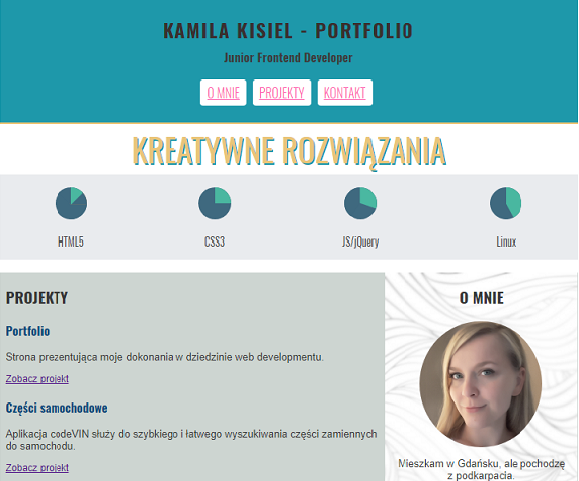 KAMILA KISIEL - PORTFOLIO
Junior Frontend Developer
O MNIE PROJEKTY KONTAKT
KREATYWNE ROZWIĄZANIA
HTML5 CSS3 JS/jQuery Linux
PROJEKTY
Portfolio
Strona prezentująca moje dokonania w dziedzinie web developmentu.
Zobacz projekt
Części samochodowe
Aplikacja codeVIN służy do szybkiego i łatwego wyszukiwania części zamiennych
do samochodu.
Zobacz projekt
O MNIE
Mieszkam w Gdańsku, ale pochodzę
z podkarpacia.